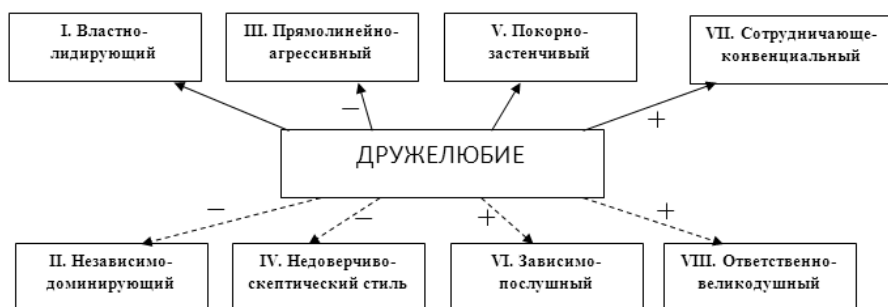 I. Властно-
лидирующий
III. Прямолинейно-
агрессивный
V. Покорно-
застенчивый
VII. Сотрудничающе-
конвенциальный
–
+
ДРУЖЕЛЮБИЕ
–
–
+
+
II. Независимо-
доминирующий
IV. Недоверчиво-
скептический стиль
VI. Зависимо-
послушный
VIII. Ответственно-
великодушный